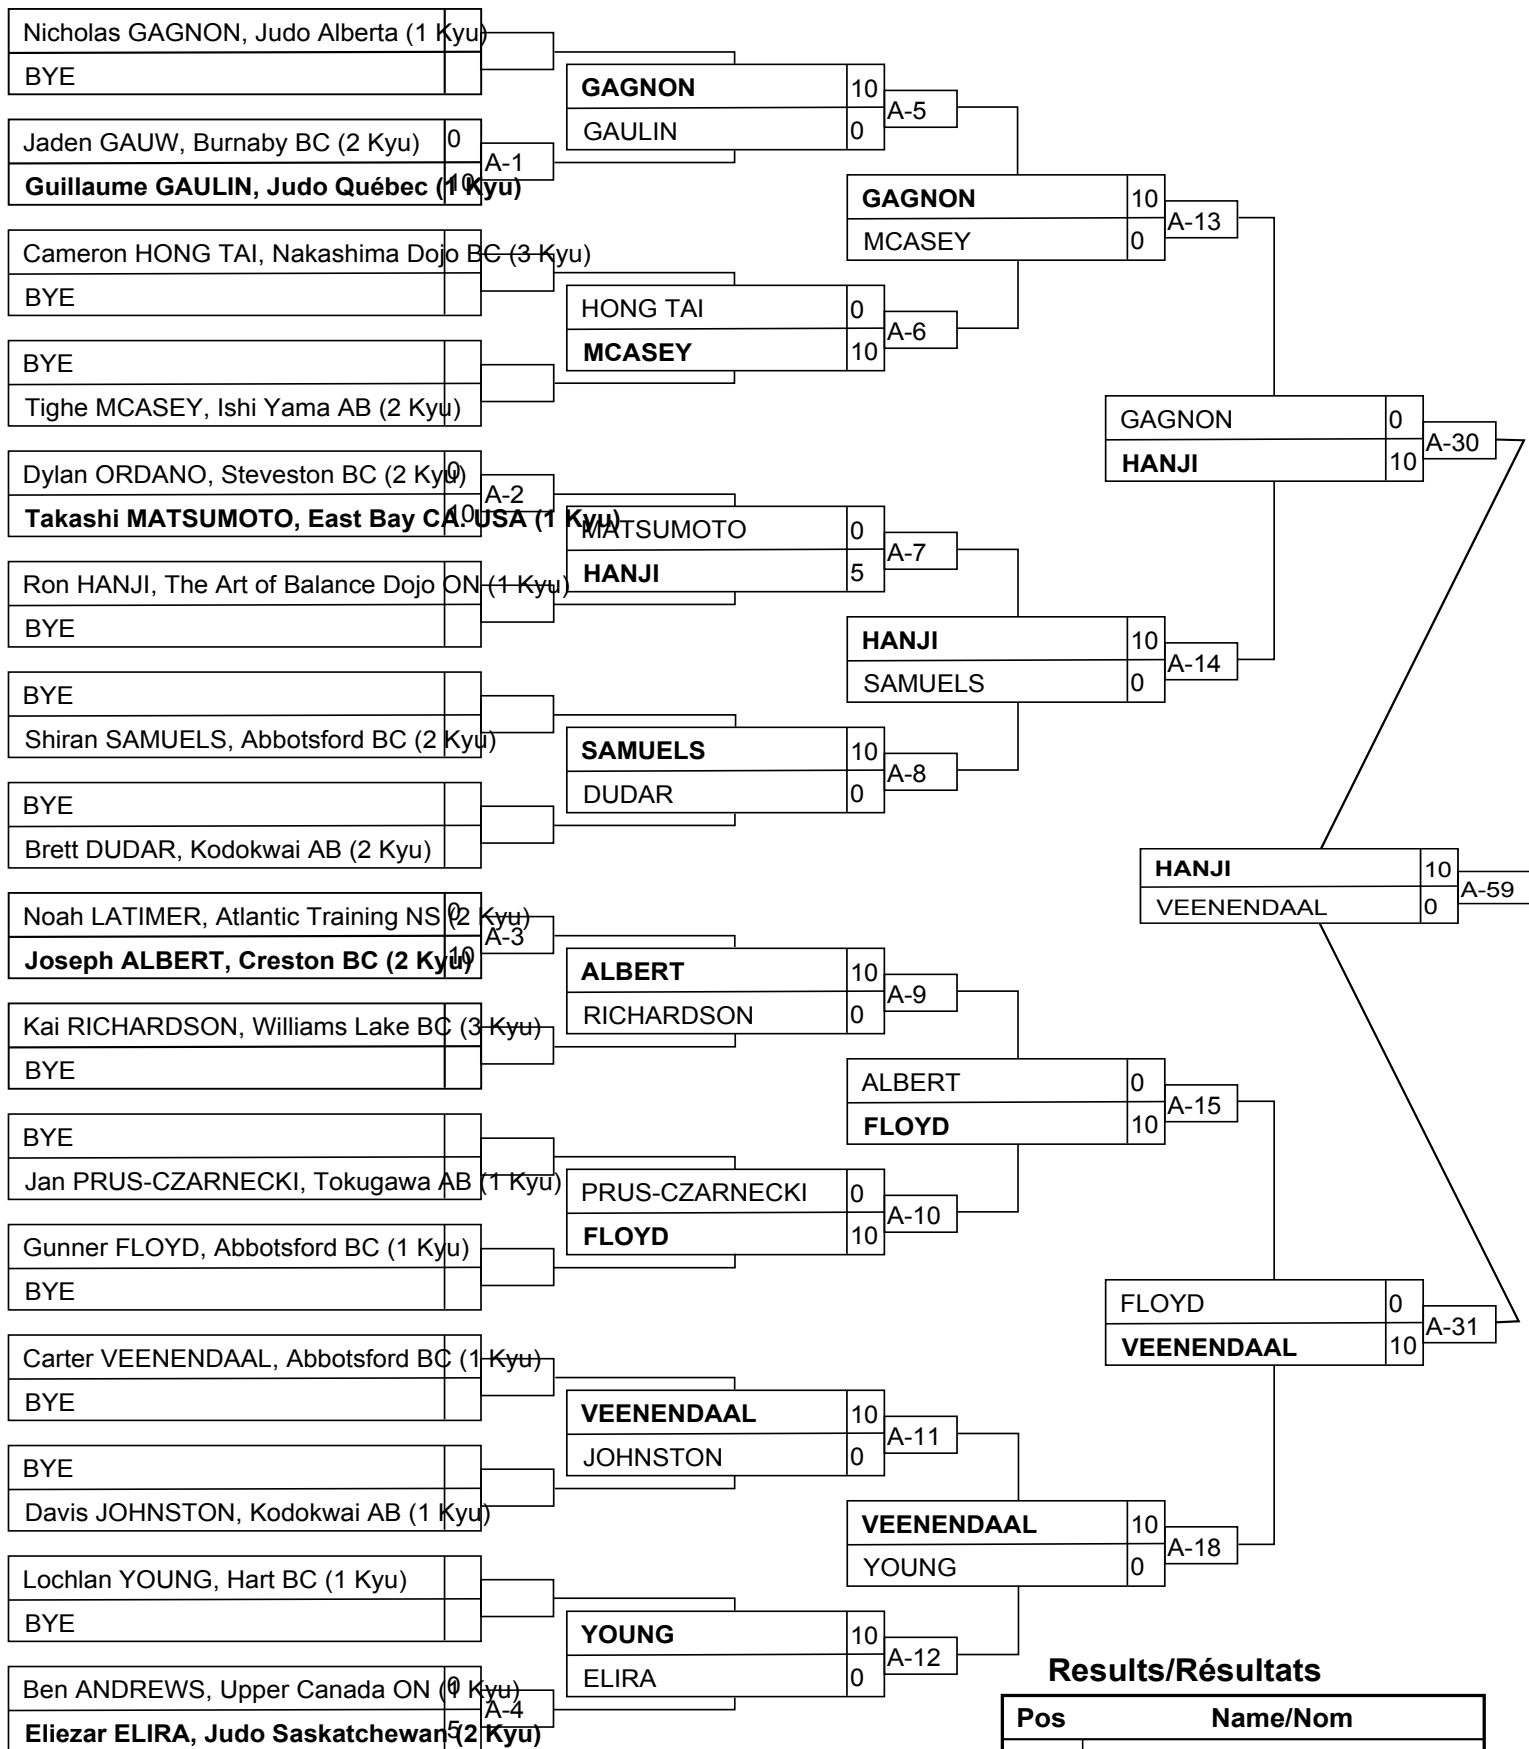 Nicholas GAGNON, Judo Alberta (1 Kyu)
BYE
Jaden GAUW, Burnaby BC (2 Kyu) 0
Guillaume GAULIN, Judo Québec (1 Kyu) 10
A-1
Cameron HONG TAI, Nakashima Dojo BC (3 Kyu)
BYE
BYE
Tighe MCASEY, Ishi Yama AB (2 Kyu)
Dylan ORDANO, Steveston BC (2 Kyu) 0
Takashi MATSUMOTO, East Bay CA. USA (1 Kyu) 10
A-2
Ron HANJI, The Art of Balance Dojo ON (1 Kyu)
BYE
BYE
Shiran SAMUELS, Abbotsford BC (2 Kyu)
BYE
Brett DUDAR, Kodokwai AB (2 Kyu)
Noah LATIMER, Atlantic Training NS (2 Kyu) 0
Joseph ALBERT, Creston BC (2 Kyu) 10
A-3
Kai RICHARDSON, Williams Lake BC (3 Kyu)
BYE
BYE
Jan PRUS-CZARNECKI, Tokugawa AB (1 Kyu)
Gunner FLOYD, Abbotsford BC (1 Kyu)
BYE
Carter VEENENDAAL, Abbotsford BC (1 Kyu)
BYE
BYE
Davis JOHNSTON, Kodokwai AB (1 Kyu)
Lochlan YOUNG, Hart BC (1 Kyu)
BYE
Ben ANDREWS, Upper Canada ON (1 Kyu) 0
Eliezar ELIRA, Judo Saskatchewan (2 Kyu) 5
A-4
GAGNON 10
GAULIN 0
A-5
HONG TAI 0
MCASEY 10
A-6
MATSUMOTO 0
HANJI 5
A-7
SAMUELS 10
DUDAR 0
A-8
ALBERT 10
RICHARDSON 0
A-9
PRUS-CZARNECKI 0
FLOYD 10
A-10
VEENENDAAL 10
JOHNSTON 0
A-11
YOUNG 10
ELIRA 0
A-12
GAGNON 10
MCASEY 0
A-13
HANJI 10
SAMUELS 0
A-14
ALBERT 0
FLOYD 10
A-15
VEENENDAAL 10
YOUNG 0
A-18
GAGNON 0
HANJI 10
A-30
FLOYD 0
VEENENDAAL 10
A-31
HANJI 10
VEENENDAAL 0
A-59
Results/Résultats
Pos Name/Nom